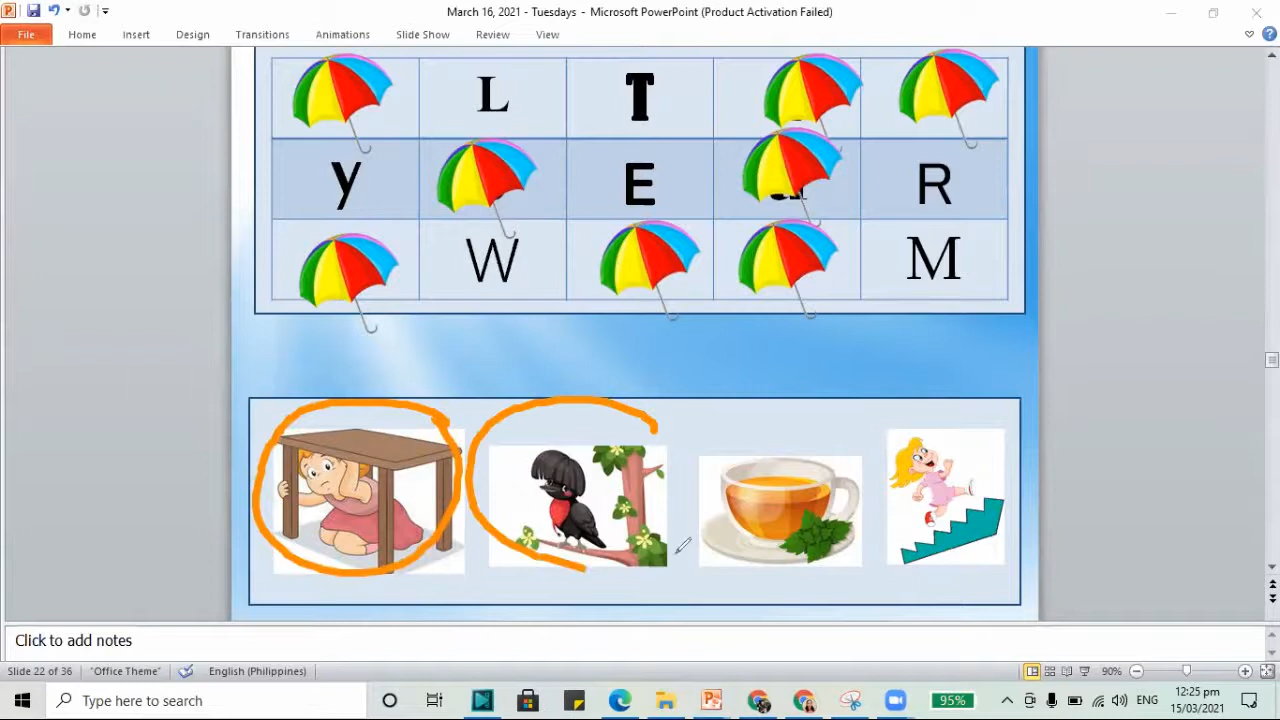 March 16, 2021 - Tuesdays - Microsoft PowerPoint (Product Activation Failed)
File Home Insert Design Slide Show Transitions Animations Review View
L T
y E R
W M
Click to add notes
Slide 22 of 36 "Office Theme" English (Philippines) 90%
Type here to search 95% ENG 12:25 pm
15/03/2021